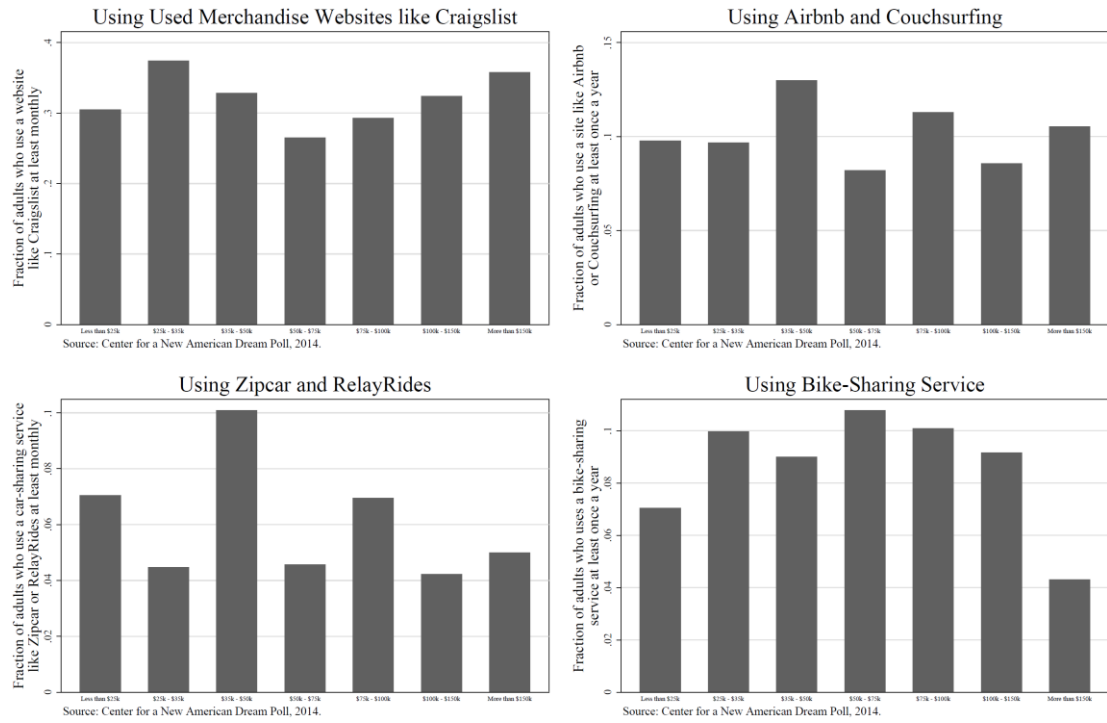 Using Used Merchandise Websites like Craigslist
Fraction of adults who use a website
like Craigslist at least monthly
.4
.3
.2
.1
0
Less than $25k
$25k - $35k
$35k - $50k
$50k - $75k
$75k - $100k
$100k - $150k
More than $150k
Source: Center for a New American Dream Poll, 2014.
Using Airbnb and Couchsurfing
Fraction of adults who use a site like Airbnb
or Couchsurfing at least once a year
.15
.1
.05
0
Less than $25k
$25k - $35k
$35k - $50k
$50k - $75k
$75k - $100k
$100k - $150k
More than $150k
Source: Center for a New American Dream Poll, 2014.
Using Zipcar and RelayRides
Fraction of adults who use a car-sharing service
like Zipcar or RelayRides at least monthly
.1
.08
.06
.04
.02
0
Less than $25k
$25k - $35k
$35k - $50k
$50k - $75k
$75k - $100k
$100k - $150k
More than $150k
Source: Center for a New American Dream Poll, 2014.
Using Bike-Sharing Service
Fraction of adults who uses a bike-sharing
service at least once a year
.1
.08
.06
.04
.02
0
Less than $25k
$25k - $35k
$35k - $50k
$50k - $75k
$75k - $100k
$100k - $150k
More than $150k
Source: Center for a New American Dream Poll, 2014.